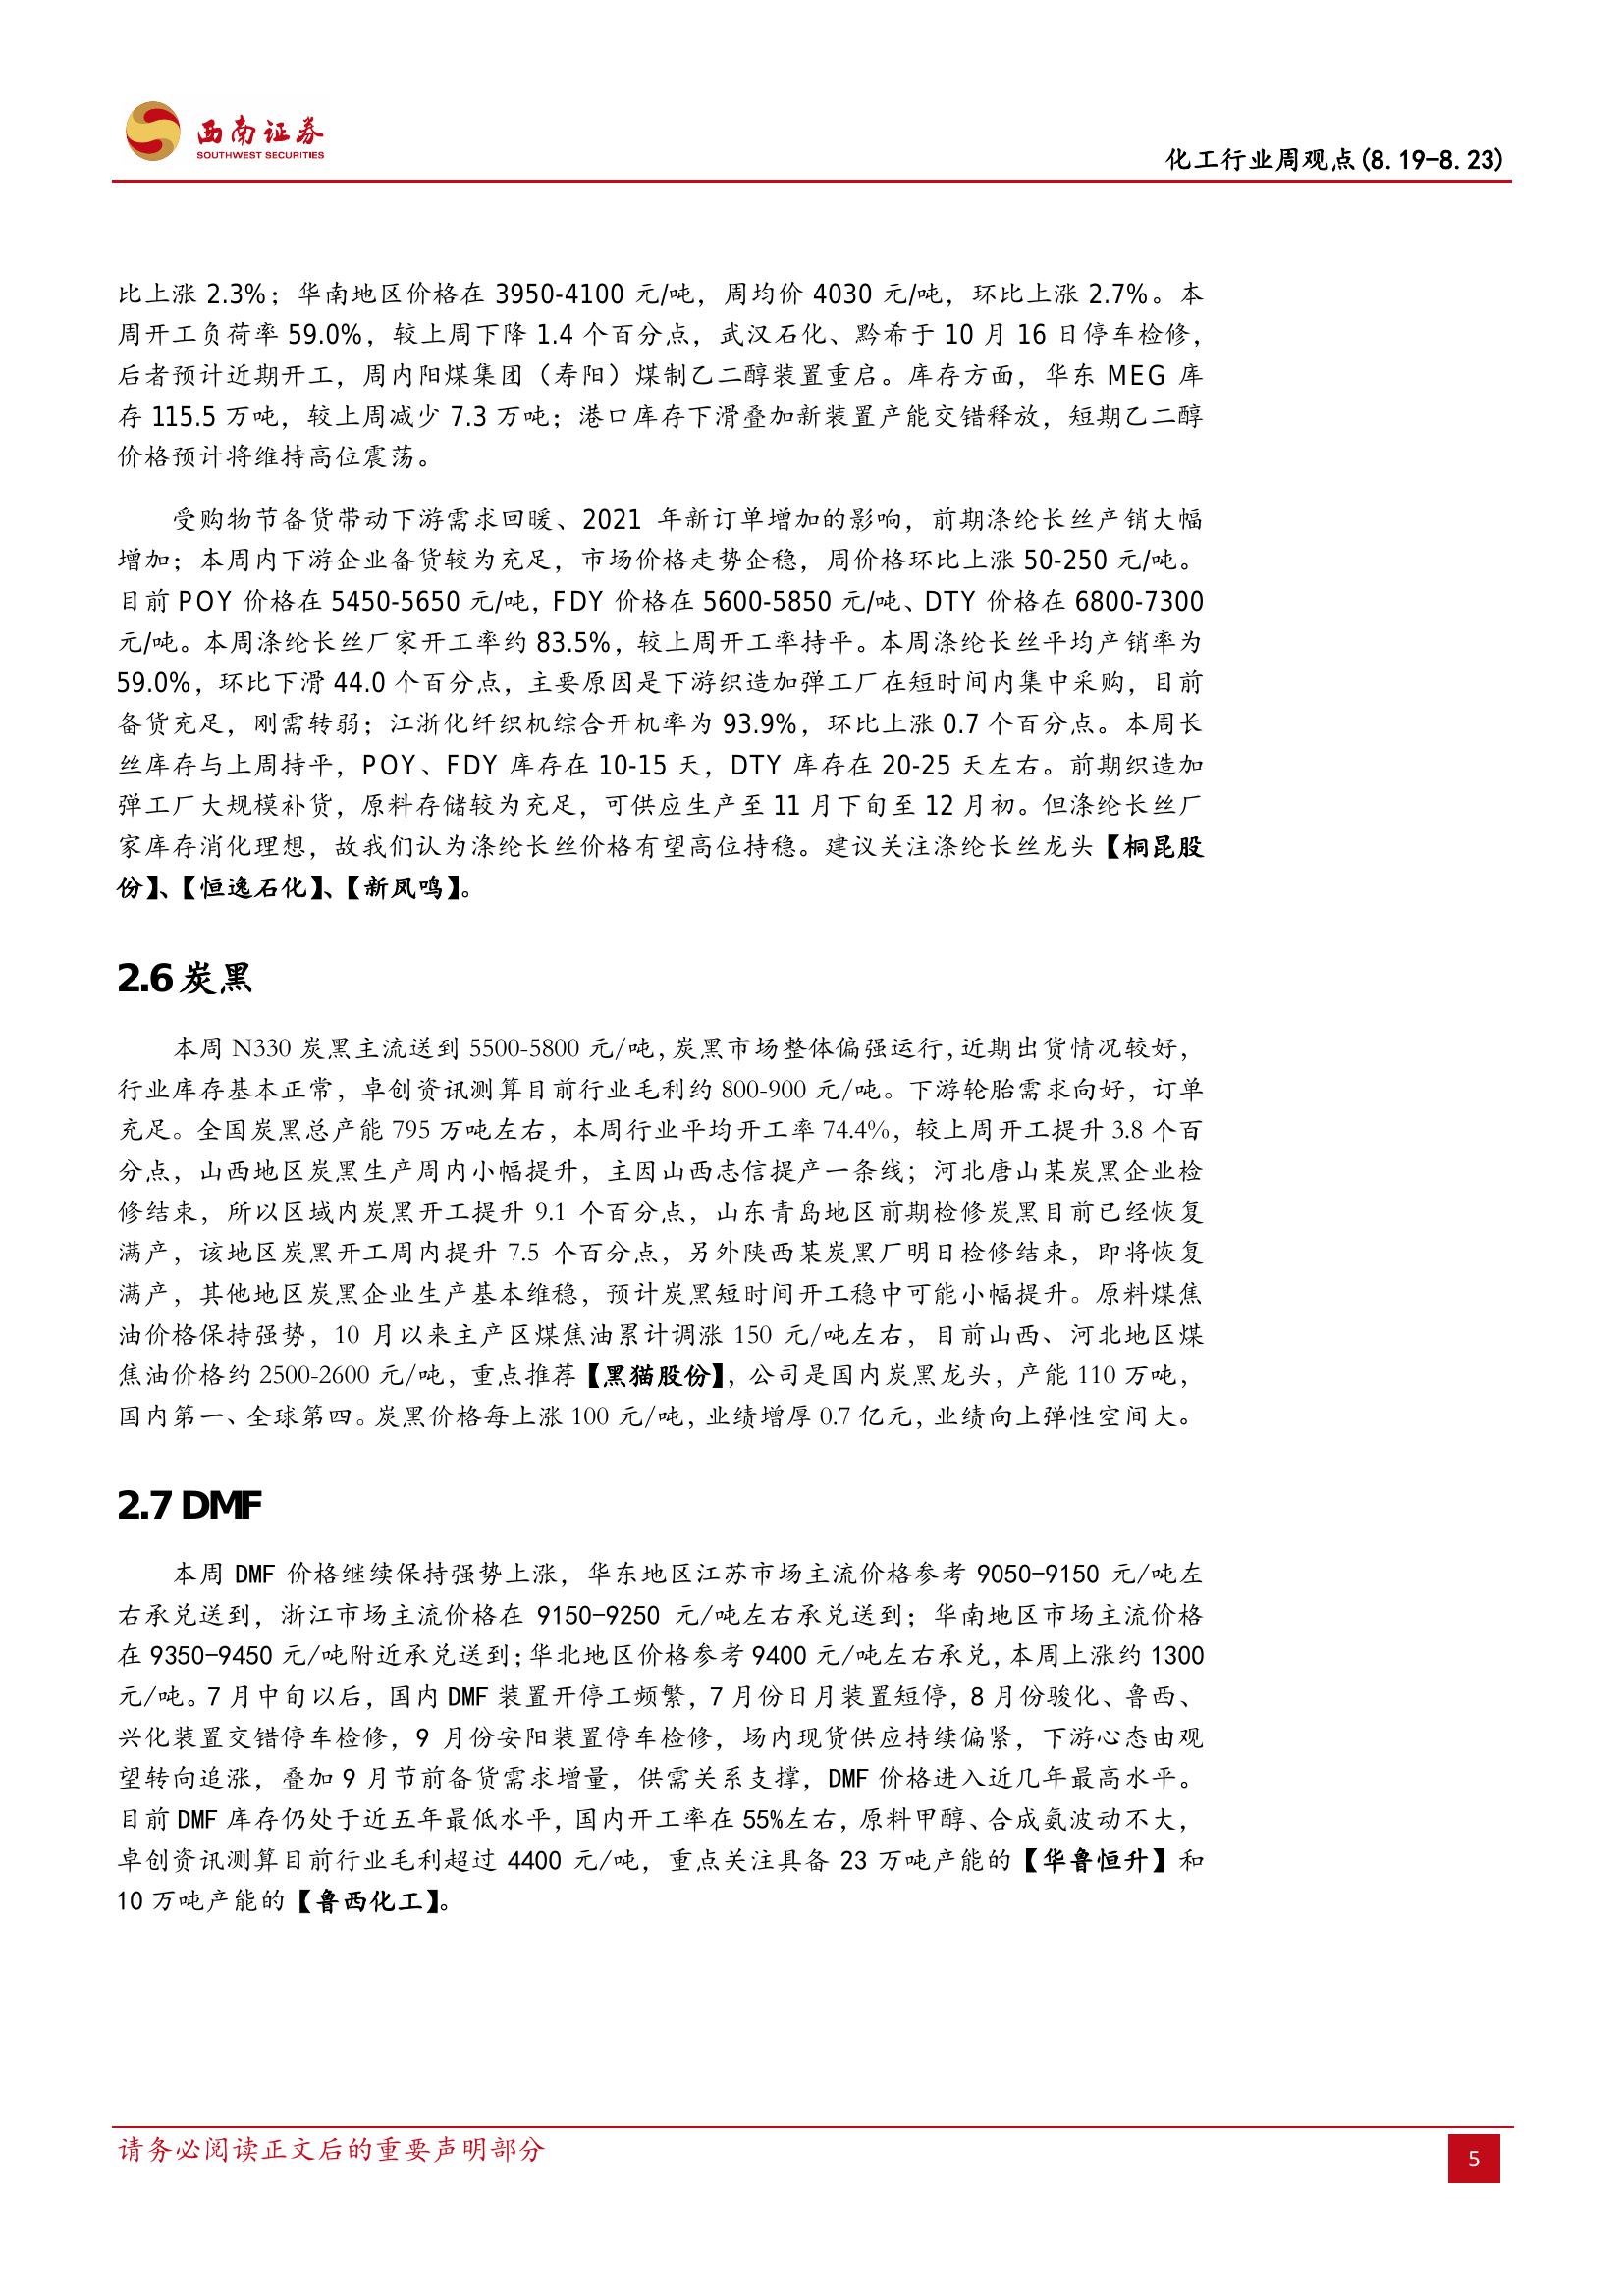 西南证券
SOUTHWEST SECURITIES
化工行业周观点(8.19-8.23)
比上涨 2.3%；华南地区价格在 3950-4100 元/吨，周均价 4030 元/吨，环比上涨 2.7%。本
周开工负荷率 59.0%，较上周下降 1.4 个百分点，武汉石化、黔希于 10 月 16 日停车检修，
后者预计近期开工，周内阳煤集团（寿阳）煤制乙二醇装置重启。库存方面，华东 MEG 库
存 115.5 万吨，较上周减少 7.3 万吨；港口库存下滑叠加新装置产能交错释放，短期乙二醇
价格预计将维持高位震荡。
受购物节备货带动下游需求回暖、2021 年新订单增加的影响，前期涤纶长丝产销大幅
增加；本周内下游企业备货较为充足，市场价格走势企稳，周价格环比上涨 50-250 元/吨。
目前 POY 价格在 5450-5650 元/吨，FDY 价格在 5600-5850 元/吨、DTY 价格在 6800-7300
元/吨。本周涤纶长丝厂家开工率约 83.5%，较上周开工率持平。本周涤纶长丝平均产销率为
59.0%，环比下滑 44.0 个百分点，主要原因是下游织造加弹工厂在短时间内集中采购，目前
备货充足，刚需转弱；江浙化纤织机综合开机率为 93.9%，环比上涨 0.7 个百分点。本周长
丝库存与上周持平，POY、FDY 库存在 10-15 天，DTY 库存在 20-25 天左右。前期织造加
弹工厂大规模补货，原料存储较为充足，可供应生产至 11 月下旬至 12 月初。但涤纶长丝厂
家库存消化理想，故我们认为涤纶长丝价格有望高位持稳。建议关注涤纶长丝龙头【桐昆股
份】、【恒逸石化】、【新凤鸣】。
2.6 炭黑
本周 N330 炭黑主流送到 5500-5800 元/吨，炭黑市场整体偏强运行，近期出货情况较好，
行业库存基本正常，卓创资讯测算目前行业毛利约 800-900 元/吨。下游轮胎需求向好，订单
充足。全国炭黑总产能 795 万吨左右，本周行业平均开工率 74.4%，较上周开工提升 3.8 个百
分点，山西地区炭黑生产周内小幅提升，主因山西志信提产一条线；河北唐山某炭黑企业检
修结束，所以区域内炭黑开工提升 9.1 个百分点，山东青岛地区前期检修炭黑目前已经恢复
满产，该地区炭黑开工周内提升 7.5 个百分点，另外陕西某炭黑厂明日检修结束，即将恢复
满产，其他地区炭黑企业生产基本维稳，预计炭黑短时间开工稳中可能小幅提升。原料煤焦
油价格保持强势，10 月以来主产区煤焦油累计调涨 150 元/吨左右，目前山西、河北地区煤
焦油价格约 2500-2600 元/吨，重点推荐【黑猫股份】，公司是国内炭黑龙头，产能 110 万吨，
国内第一、全球第四。炭黑价格每上涨 100 元/吨，业绩增厚 0.7 亿元，业绩向上弹性空间大。
2.7 DMF
本周 DMF 价格继续保持强势上涨，华东地区江苏市场主流价格参考 9050-9150 元/吨左
右承兑送到，浙江市场主流价格在 9150-9250 元/吨左右承兑送到；华南地区市场主流价格
在 9350-9450 元/吨附近承兑送到；华北地区价格参考 9400 元/吨左右承兑，本周上涨约 1300
元/吨。7 月中旬以后，国内 DMF 装置开停工频繁，7 月份日月装置短停，8 月份骏化、鲁西、
兴化装置交错停车检修，9 月份安阳装置停车检修，场内现货供应持续偏紧，下游心态由观
望转向追涨，叠加 9 月节前备货需求增量，供需关系支撑，DMF 价格进入近几年最高水平。
目前 DMF 库存仍处于近五年最低水平，国内开工率在 55%左右，原料甲醇、合成氨波动不大，
卓创资讯测算目前行业毛利超过 4400 元/吨，重点关注具备 23 万吨产能的【华鲁恒升】和
10 万吨产能的【鲁西化工】。
请务必阅读正文后的重要声明部分
5